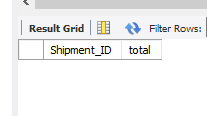 Result Grid Filter Rows:
Shipment_ID total